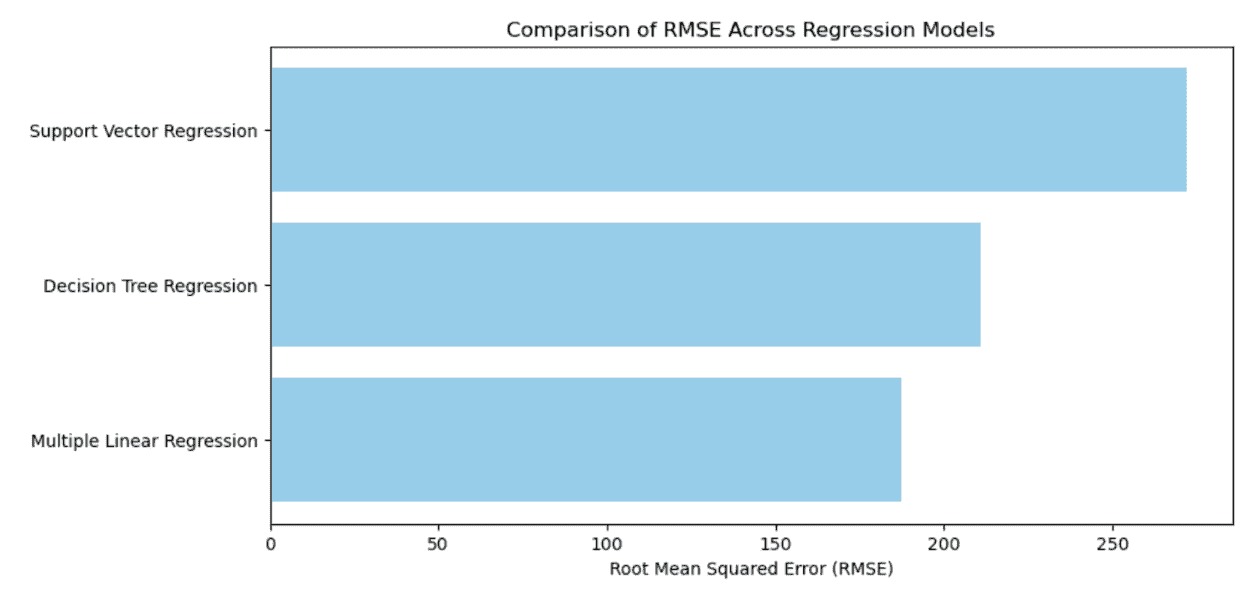 Comparison of RMSE Across Regression Models
Support Vector Regression
Decision Tree Regression
Multiple Linear Regression
0 50 100 150 200 250
Root Mean Squared Error (RMSE)